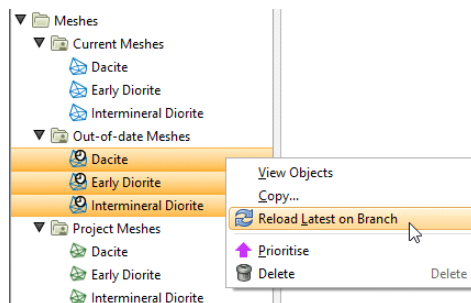 Meshes
Current Meshes
Dacite
Early Diorite
Intermineral Diorite
Out-of-date Meshes
Dacite
Early Diorite
Intermineral Diorite
Project Meshes
Dacite
Early Diorite
Intermineral Diorite
View Objects
Copy...
Reload Latest on Branch
Prioritise
Delete Delete